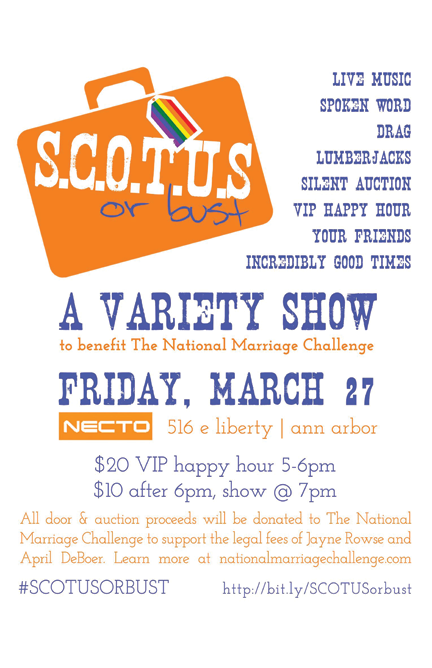 LIVE MUSIC
SPOKEN WORD
DRAG
LUMBERJACKS
SILENT AUCTION
VIP HAPPY HOUR
YOUR FRIENDS
INCREDIBLY GOOD TIMES
S.C.O.T.U.S
or bust
A VARIETY SHOW
to benefit The National Marriage Challenge
FRIDAY, MARCH 27
NECTO 516 e liberty | ann arbor
$20 VIP happy hour 5-6pm
$10 after 6pm, show @ 7pm
All door & auction proceeds will be donated to The National
Marriage Challenge to support the legal fees of Jayne Rowse and
April DeBoer. Learn more at nationalmarriagechallenge.com
#SCOTUSORBUST http://bit.ly/SCOTUSorbust